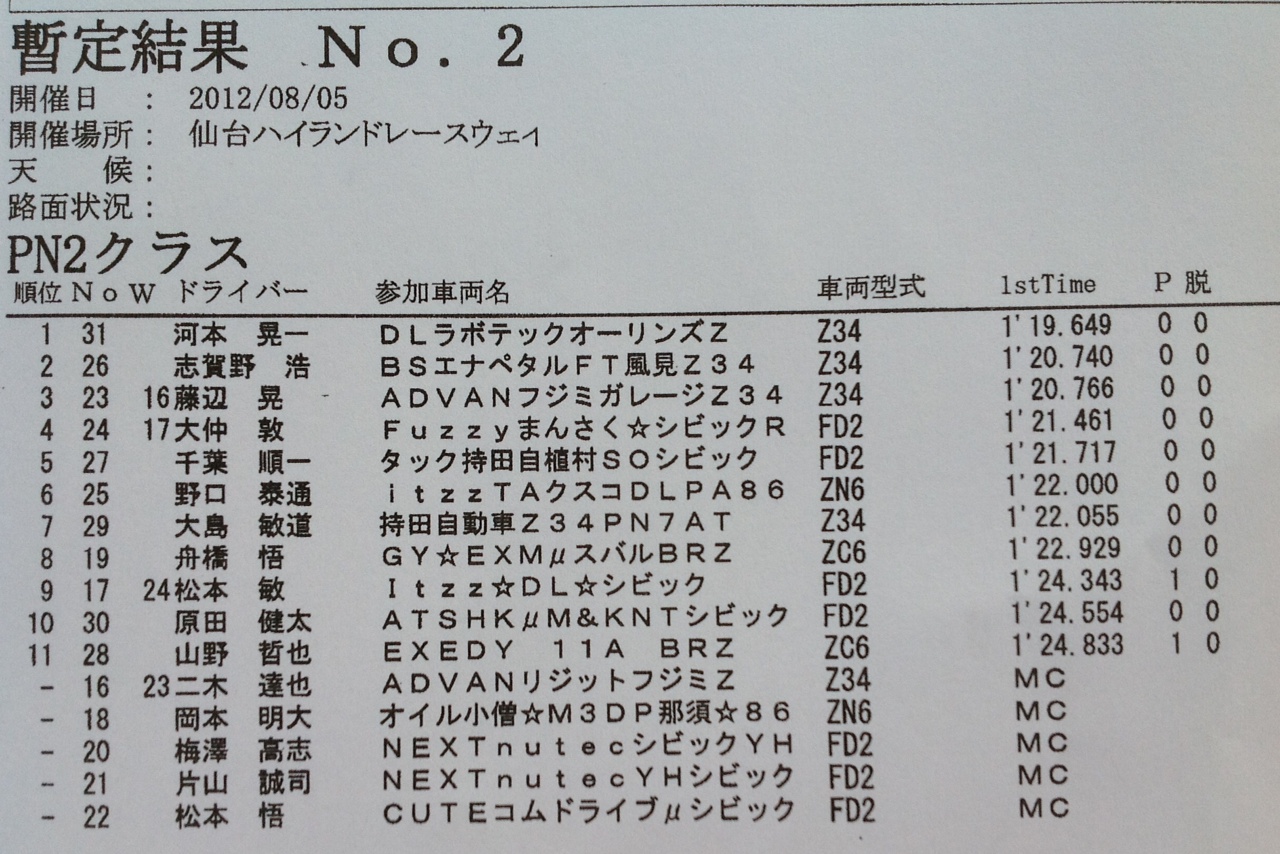 暫定結果　Ｎｏ．２
開催日　： 2012/08/05
開催場所： 仙台ハイランドレースウェイ
天　　候：
路面状況：
PN2クラス
順位 Ｎｏ Ｗ ドライバー 参加車両名 車両型式 1stTime Ｐ 脱
1 31 河本　晃一 ＤＬラボテックオーリンズＺ Z34 1'19.649 0 0
2 26 志賀野　浩 ＢＳエナペタルＦＴ風見Ｚ３４ Z34 1'20.740 0 0
3 23 16 藤辺　晃 ＡＤＶＡＮフジミガレージＺ３４ Z34 1'20.766 0 0
4 24 17 大仲　敦 Ｆｕｚｚｙまんさく☆シビックＲ FD2 1'21.461 0 0
5 27 千葉　順一 タック持田自植村ＳＯシビック FD2 1'21.717 0 0
6 25 野口　泰通 ｉｔｚｚＴＡクスコＤＬＰＡ８６ ZN6 1'22.000 0 0
7 29 大島　敏道 持田自動車Ｚ３４ＰＮ７ＡＴ Z34 1'22.055 0 0
8 19 舟橋　悟 ＧＹ☆ＥＸＭμスバルＢＲＺ ZC6 1'22.929 0 0
9 17 24 松本　敏 Ｉｔｚｚ☆ＤＬ☆シビック FD2 1'24.343 1 0
10 30 原田　健太 ＡＴＳＨＫμＭ＆ＫＮＴシビック FD2 1'24.554 0 0
11 28 山野　哲也 ＥＸＥＤＹ　１１Ａ　ＢＲＺ ZC6 1'24.833 1 0
- 16 23 二木　達也 ＡＤＶＡＮリジットフジミＺ Z34 ＭＣ
- 18 岡本　明大 オイル小僧☆Ｍ３ＤＰ那須☆８６ ZN6 ＭＣ
- 20 梅澤　高志 ＮＥＸＴｎｕｔｅｃシビックＹＨ FD2 ＭＣ
- 21 片山　誠司 ＮＥＸＴｎｕｔｅｃＹＨシビック FD2 ＭＣ
- 22 松本　悟 ＣＵＴＥコムドライブμシビック FD2 ＭＣ